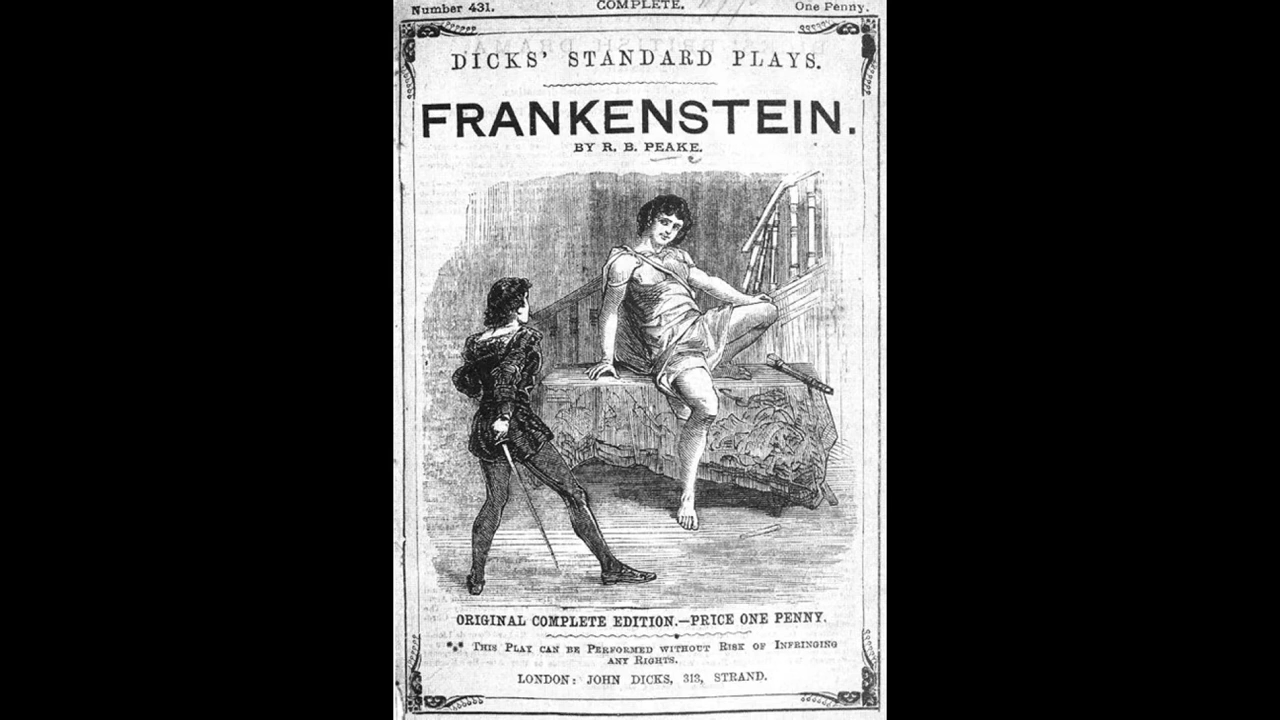 Number 431.
COMPLETE.
One Penny.
DICKS' STANDARD PLAYS.
FRANKENSTEIN.
BY R. B. PEAKE.
ORIGINAL COMPLETE EDITION.—PRICE ONE PENNY.
THIS PLAY CAN BE PERFORMED WITHOUT RISK OF INFRINGING
ANY RIGHTS.
LONDON: JOHN DICKS, 313, STRAND.